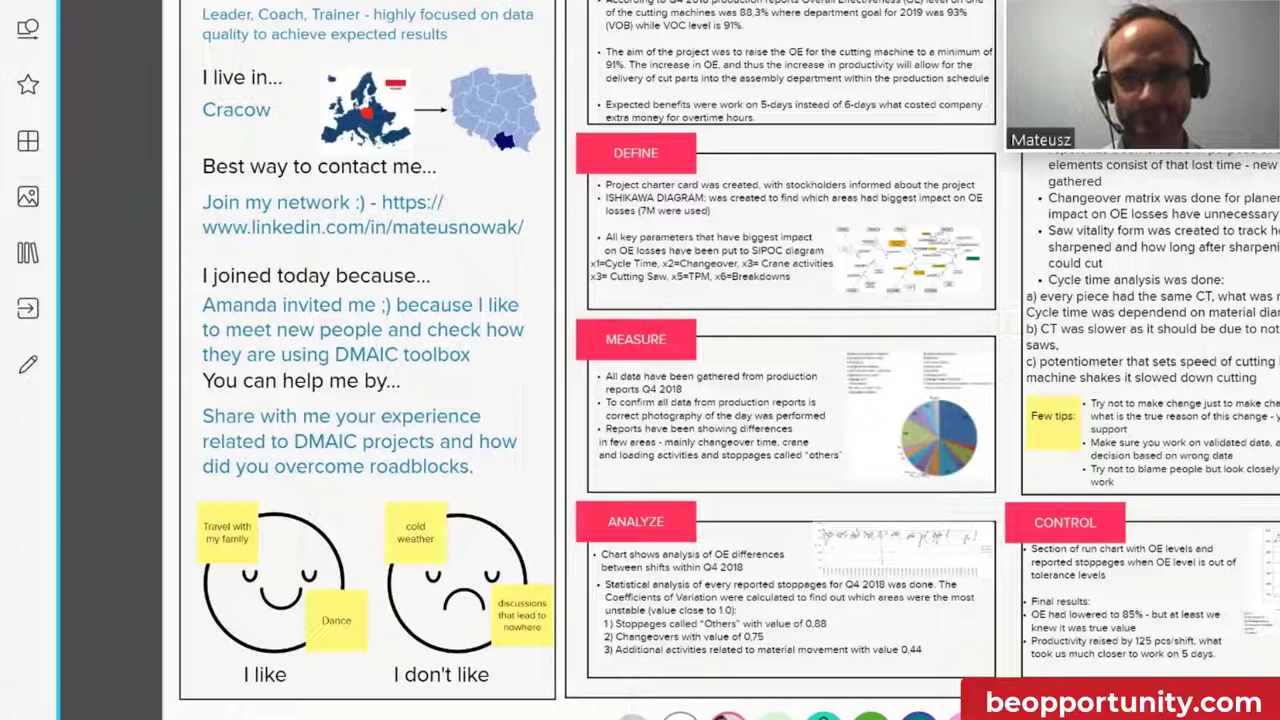 Leader, Coach, Trainer - highly focused on data
quality to achieve expected results
I live in...
Cracow
Best way to contact me...
Join my network :) - https://
www.linkedin.com/in/mateusnowak/
I joined today because...
Amanda invited me ;) because I like
to meet new people and check how
they are using DMAIC toolbox
You can help me by...
Share with me your experience
related to DMAIC projects and how
did you overcome roadblocks.
Travel with
my family
Dance
I like
cold
weather
discussions
that lead to
nowhere
I don't like
According to Q4 2018 production reports Overall Effectiveness (OE) level on one
of the cutting machines was 88,3% where department goal for 2019 was 93%
(VOB) while VOC level is 91%.
The aim of the project was to raise the OE for the cutting machine to a minimum of
91%. The increase in OE, and thus the increase in productivity will allow for the
delivery of cut parts into the assembly department within the production schedule
Expected benefits were work on 5-days instead of 6-days what costed company
extra money for overtime hours.
DEFINE
• Project charter card was created, with stockholders informed about the project
• ISHIKAWA DIAGRAM: was created to find which areas had biggest impact on OE
losses (7M were used)
• All key parameters that have biggest impact
on OE losses have been put to SIPOC diagram
x1=Cycle Time, x2=Changeover, x3= Crane activities
x3= Cutting Saw, x5=TPM, x6=Breakdowns
MEASURE
• All data have been gathered from production
reports Q4 2018
• To confirm all data from production reports is
correct photography of the day was performed
• Reports have been showing differences
in few areas - mainly changeover time, crane
and loading activities and stoppages called "others"
ANALYZE
• Chart shows analysis of OE differences
between shifts within Q4 2018
• Statistical analysis of every reported stoppages for Q4 2018 was done. The
Coefficients of Variation were calculated to find out which areas were the most
unstable (value close to 1.0):
1) Stoppages called "Others" with value of 0,88
2) Changeovers with value of 0,75
3) Additional activities related to material movement with value 0,44
Mateusz
elements consist of that lost time - new
gathered
• Changeover matrix was done for planer
impact on OE losses have unnecessary
• Saw vitality form was created to track
sharpened and how long after sharpeni
could cut
• Cycle time analysis was done:
a) every piece had the same CT, what was
Cycle time was dependend on material dia
b) CT was slower as it should be due to not
saws,
c) potentiometer that sets speed of cutting
machine shakes it slowed down cutting
Few tips:
• Try not to make change just to make
what is the true reason of this change -
support
• Make sure you work on validated data,
decision based on wrong data
• Try not to blame people but look closely
work
CONTROL
• Section of run chart with OE levels and
reported stoppages when OE level is out of
tolerance levels
• Final results:
• OE had lowered to 85% - but at least we
knew it was true value
• Productivity raised by 125 pcs/shift, what
took us much closer to work on 5 days.
beopportunity.com